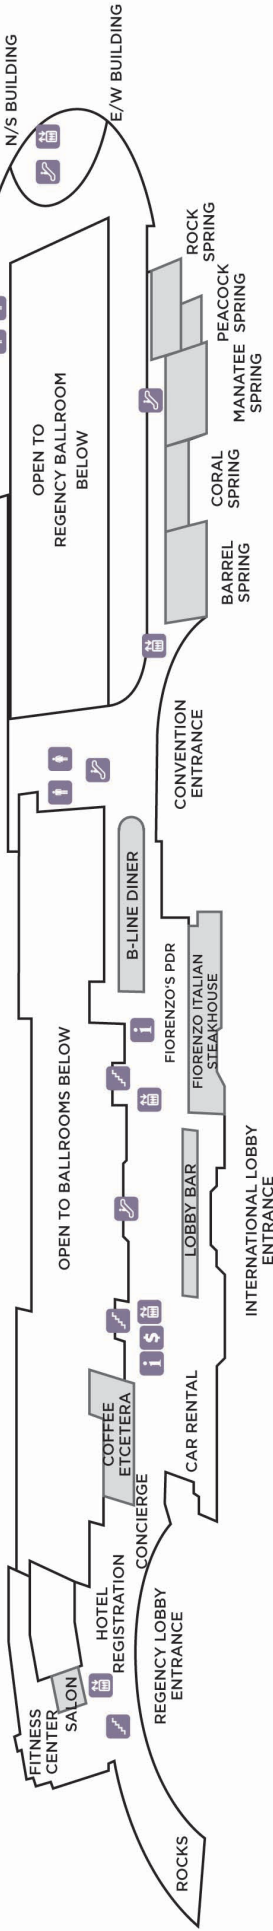 N/S BUILDING
E/W BUILDING
ROCK
SPRING
PEACOCK
SPRING
MANATEE
SPRING
OPEN TO
REGENCY BALLROOM
BELOW
CORAL
SPRING
BARREL
SPRING
CONVENTION
ENTRANCE
B-LINE DINER
FIORENZO'S PDR
FIORENZO ITALIAN
STEAKHOUSE
i
OPEN TO BALLROOMS BELOW
LOBBY BAR
INTERNATIONAL LOBBY
ENTRANCE
$
i
COFFEE
ETCETERA
CAR RENTAL
CONCIERGE
HOTEL
REGISTRATION
REGENCY LOBBY
ENTRANCE
SALON
FITNESS
CENTER
ROCKS